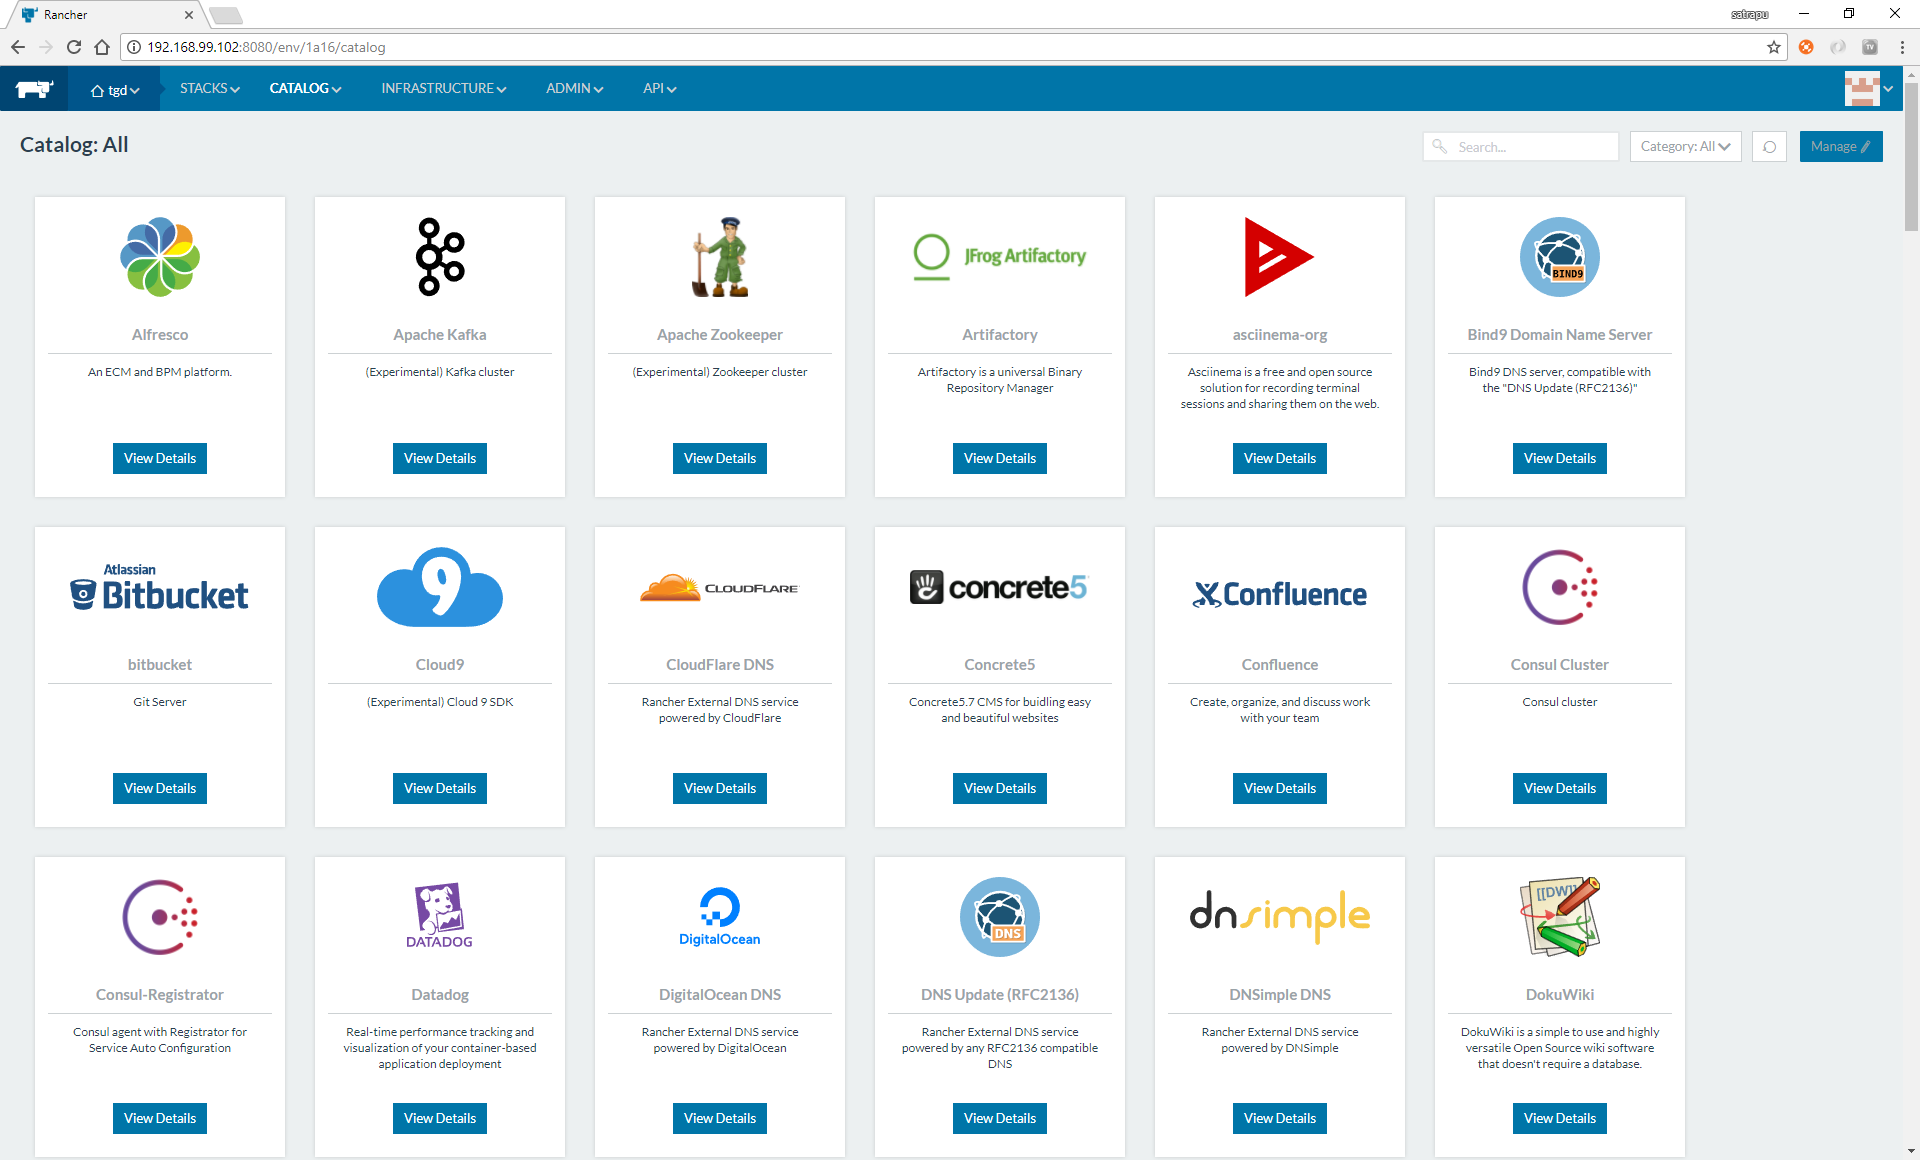 Rancher
satrapu
192.168.99.102:8080/env/1a16/catalog
TV
tgd
STACKS
CATALOG
INFRASTRUCTURE
ADMIN
API
Catalog: All
Search...
Category: All
Manage
JFrog Artifactory
BIND9
Alfresco
Apache Kafka
Apache Zookeeper
Artifactory
asciinema-org
Bind9 Domain Name Server
An ECM and BPM platform.
(Experimental) Kafka cluster
(Experimental) Zookeeper cluster
Artifactory is a universal Binary
Repository Manager
Asciinema is a free and open source
solution for recording terminal
sessions and sharing them on the web.
Bind9 DNS server, compatible with
the "DNS Update (RFC2136)"
View Details
View Details
View Details
View Details
View Details
View Details
Atlassian
Bitbucket
9
CLOUDFLARE
concrete5
Confluence
bitbucket
Cloud9
CloudFlare DNS
Concrete5
Confluence
Consul Cluster
Git Server
(Experimental) Cloud 9 SDK
Rancher External DNS service
powered by CloudFlare
Concrete5.7 CMS for buidling easy
and beautiful websites
Create, organize, and discuss work
with your team
Consul cluster
View Details
View Details
View Details
View Details
View Details
View Details
DATADOG
DigitalOcean
DNS
dnsimple
[[DW]]
Consul-Registrator
Datadog
DigitalOcean DNS
DNS Update (RFC2136)
DNSimple DNS
DokuWiki
Consul agent with Registrator for
Service Auto Configuration
Real-time performance tracking and
visualization of your container-based
application deployment
Rancher External DNS service
powered by DigitalOcean
Rancher External DNS service
powered by any RFC2136 compatible
DNS
Rancher External DNS service
powered by DNSimple
DokuWiki is a simple to use and highly
versatile Open Source wiki software
that doesn't require a database.
View Details
View Details
View Details
View Details
View Details
View Details